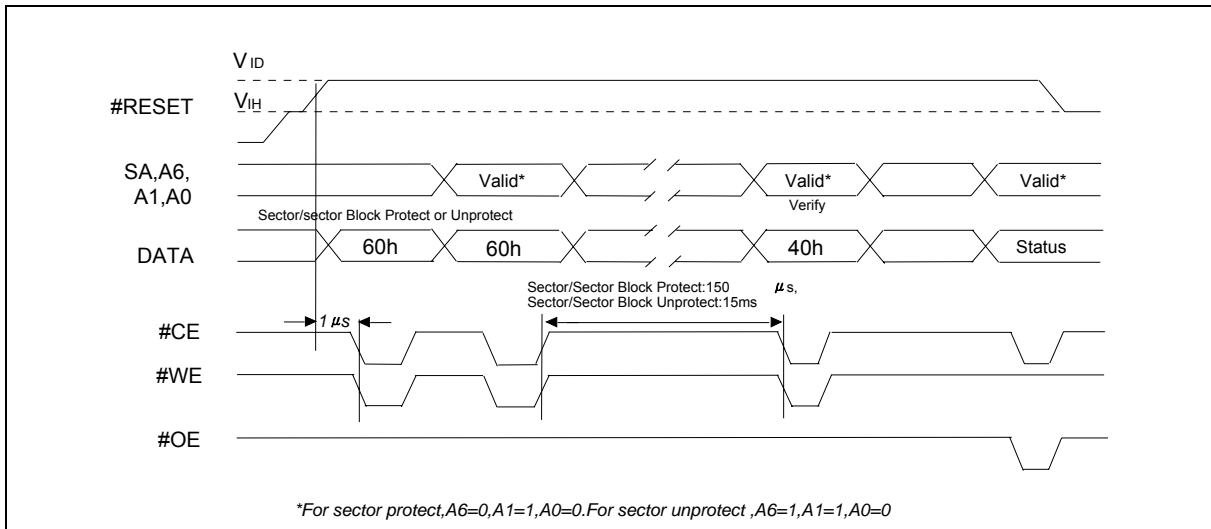 V ID
VIH
#RESET
SA,A6,
A1,A0
Valid*
Valid*
Valid*
Verify
Sector/sector Block Protect or Unprotect
DATA
60h
60h
40h
Status
Sector/Sector Block Protect:150 μs,
Sector/Sector Block Unprotect:15ms
1 μs
#CE
#WE
#OE
*For sector protect,A6=0,A1=1,A0=0.For sector unprotect ,A6=1,A1=1,A0=0